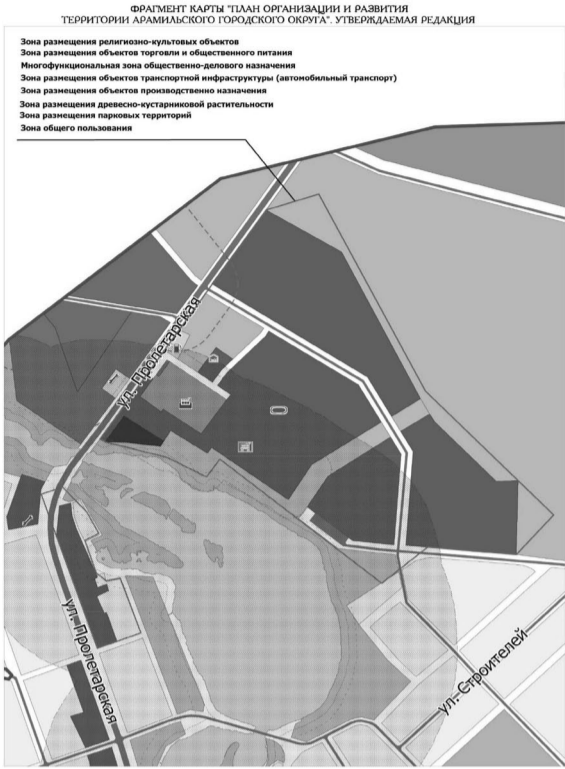 ФРАГМЕНТ КАРТЫ "ПЛАН ОРГАНИЗАЦИИ И РАЗВИТИЯ
ТЕРРИТОРИИ АРАМИЛЬСКОГО ГОРОДСКОГО ОКРУГА". УТВЕРЖДАЕМАЯ РЕДАКЦИЯ
Зона размещения религиозно-культовых объектов
Зона размещения объектов торговли и общественного питания
Многофункциональная зона общественно-делового назначения
Зона размещения объектов транспортной инфраструктуры (автомобильный транспорт)
Зона размещения объектов производственно назначения
Зона размещения древесно-кустарниковой растительности
Зона размещения парковых территорий
Зона общего пользования
ул. Пролетарская
ул. Пролетарская
ул. Строителей